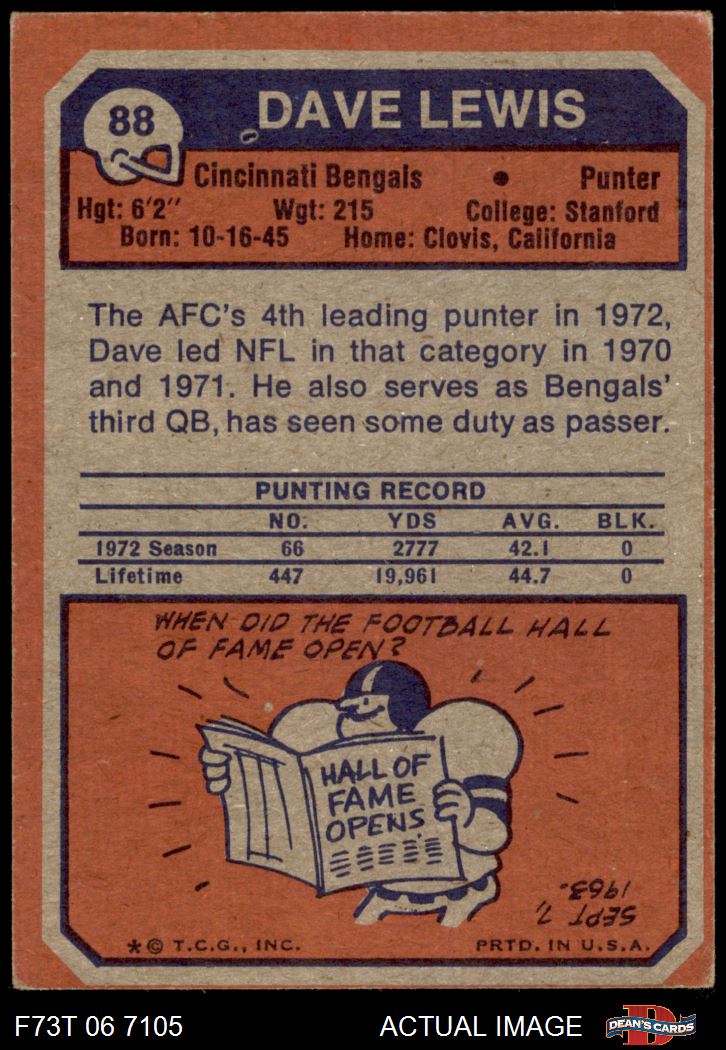 88
DAVE LEWIS
Cincinnati Bengals • Punter
Hgt: 6'2" Wgt: 215 College: Stanford
Born: 10-16-45 Home: Clovis, California
The AFC's 4th leading punter in 1972,
Dave led NFL in that category in 1970
and 1971. He also serves as Bengals'
third QB, has seen some duty as passer.
PUNTING RECORD
NO. YDS AVG. BLK.
1972 Season 66 2777 42.1 0
Lifetime 447 19,961 44.7 0
WHEN DID THE FOOTBALL HALL
OF FAME OPEN?
HALL OF
FAME
OPENS
SEPT 7,
1963.
*© T.C.G., INC. PRTD. IN U.S.A.
F73T 06 7105 ACTUAL IMAGE
D
DEAN'S CARDS